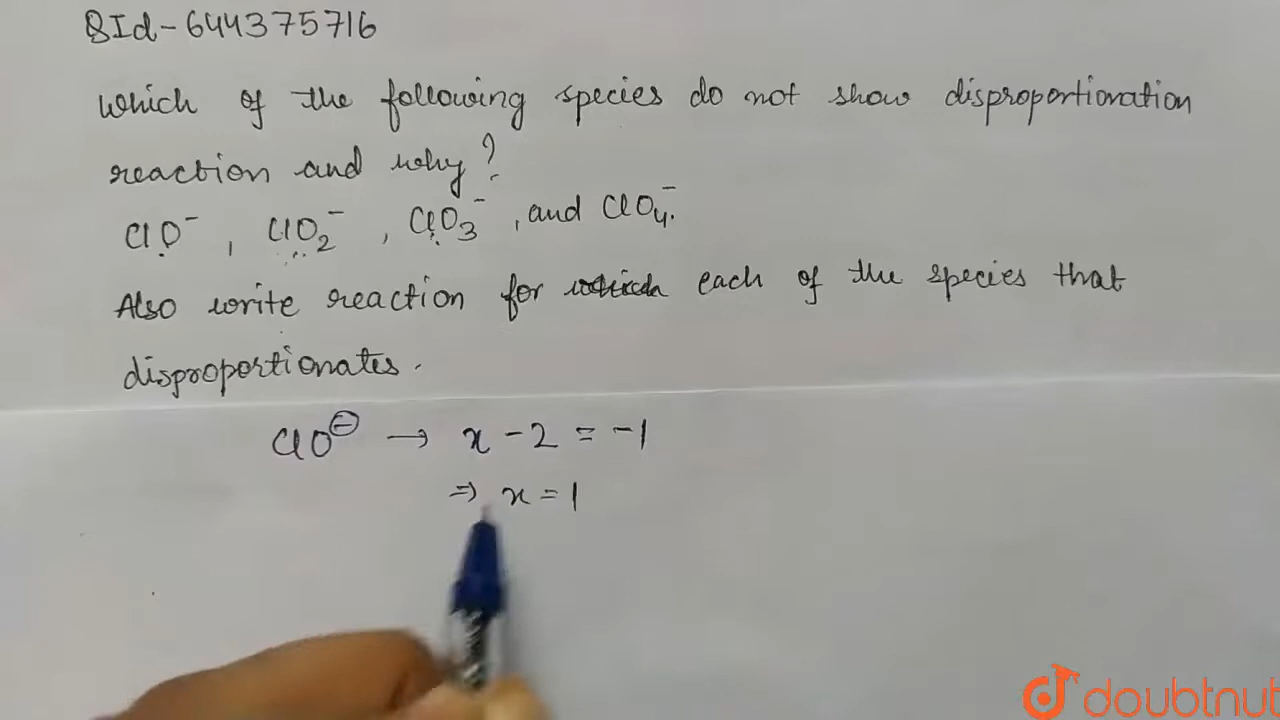 QId-644375716
which of the following species do not show disproportionation
reaction and why?
ClO⁻, ClO₂⁻, ClO₃⁻, and ClO₄⁻.
Also write reaction for each of the species that
disproportionates.
ClO⊖ → x - 2 = -1
⇒ x = 1
doubtnut